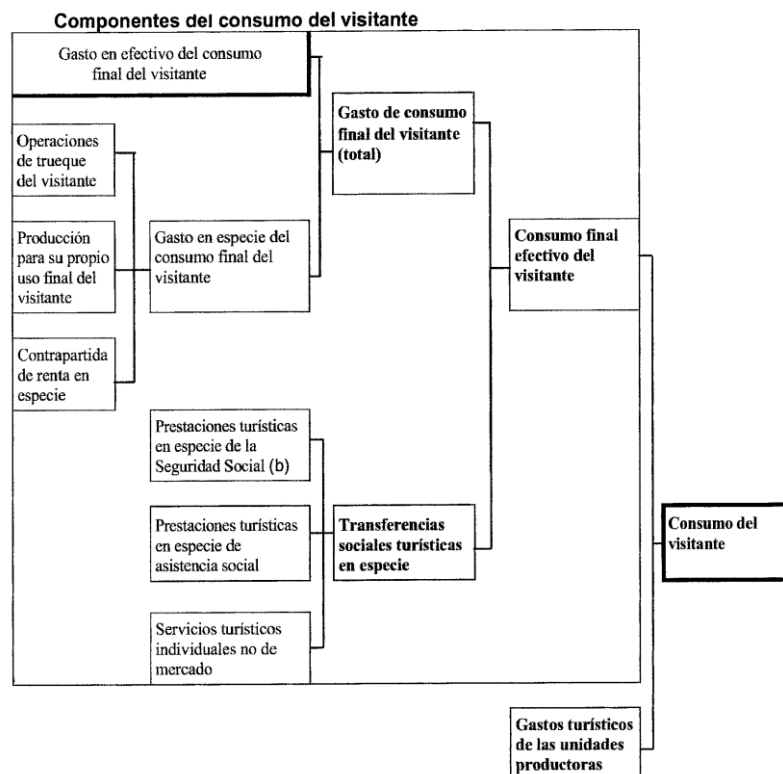 Componentes del consumo del visitante
Gasto en efectivo del consumo
final del visitante
Gasto de consumo
final del visitante
(total)
Operaciones
de trueque
del visitante
Producción
para su propio
uso final del
visitante
Gasto en especie del
consumo final del
visitante
Consumo final
efectivo del
visitante
Contrapartida
de renta en
especie
Prestaciones turísticas
en especie de la
Seguridad Social (b)
Prestaciones turísticas
en especie de
asistencia social
Transferencias
sociales turísticas
en especie
Consumo del
visitante
Servicios turísticos
individuales no de
mercado
Gastos turísticos
de las unidades
productoras